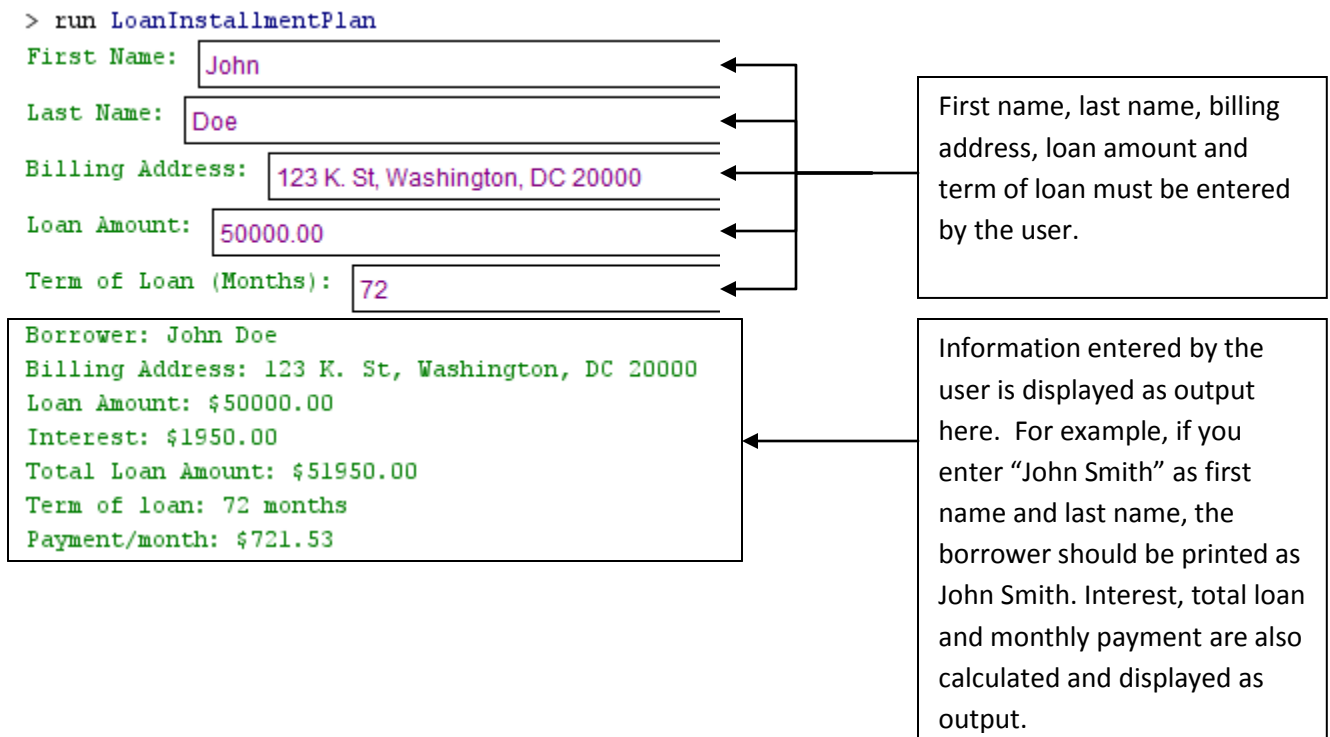 > run LoanInstallmentPlan
First Name: John
Last Name: Doe
Billing Address: 123 K. St, Washington, DC 20000
Loan Amount: 50000.00
Term of Loan (Months): 72
First name, last name, billing
address, loan amount and
term of loan must be entered
by the user.
Borrower: John Doe
Billing Address: 123 K. St, Washington, DC 20000
Loan Amount: $50000.00
Interest: $1950.00
Total Loan Amount: $51950.00
Term of loan: 72 months
Payment/month: $721.53
Information entered by the
user is displayed as output
here.  For example, if you
enter “John Smith” as first
name and last name, the
borrower should be printed as
John Smith. Interest, total loan
and monthly payment are also
calculated and displayed as
output.